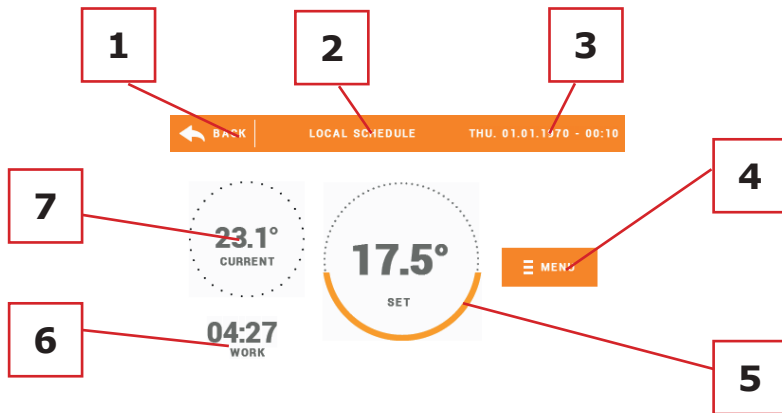 1
2
3
BACK LOCAL SCHEDULE THU. 01.01.1970 - 00:10
7
4
23.1°
CURRENT
17.5°
SET
MENU
6
04:27
WORK
5